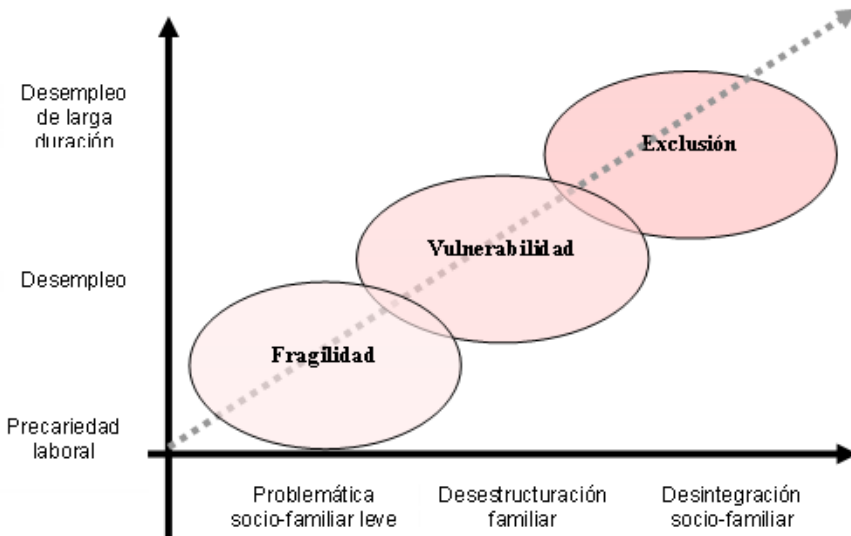 Desempleo
de larga
duración
Exclusión
Vulnerabilidad
Desempleo
Fragilidad
Precariedad
laboral
Problemática
socio-familiar leve
Desestructuración
familiar
Desintegración
socio-familiar